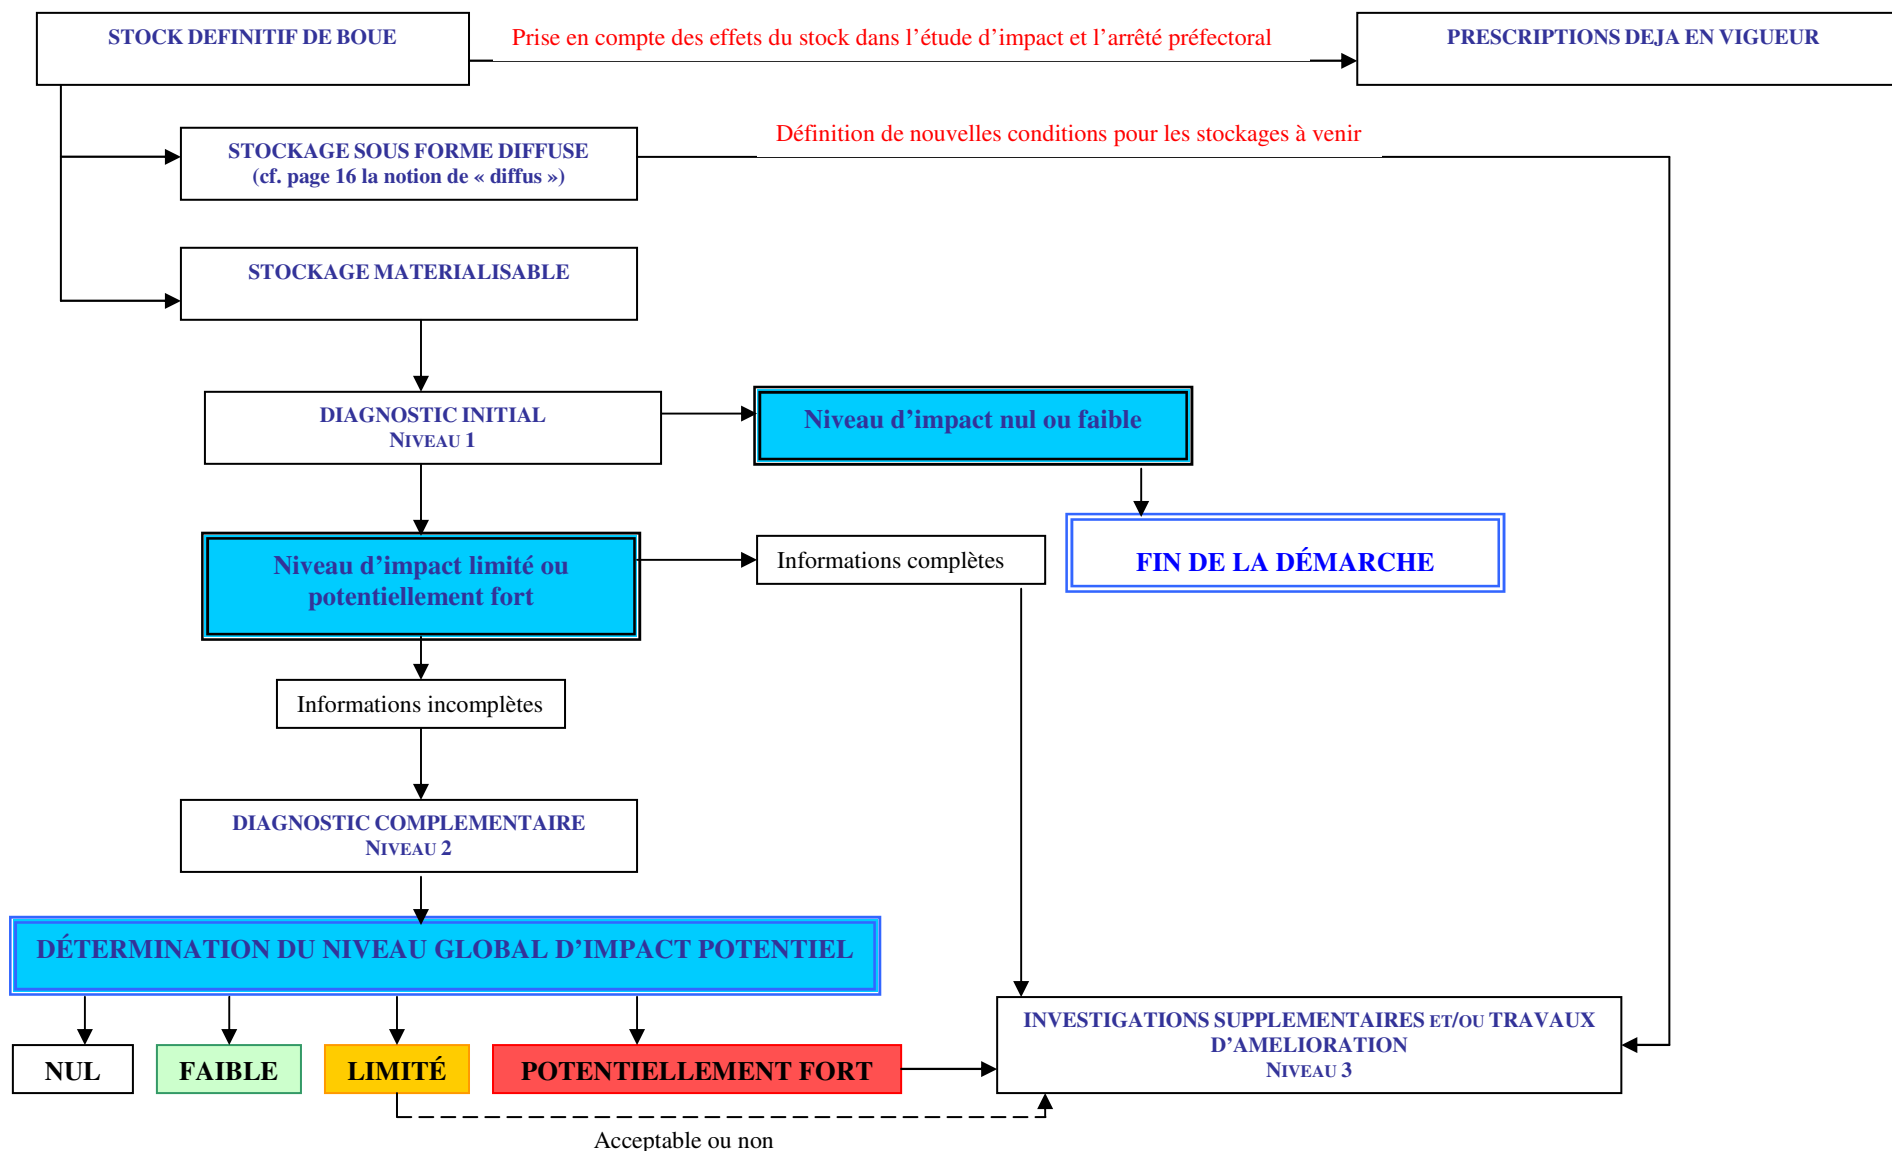 STOCK DEFINITIF DE BOUE
Prise en compte des effets du stock dans l’étude d’impact et l’arrêté préfectoral
PRESCRIPTIONS DEJA EN VIGUEUR
Définition de nouvelles conditions pour les stockages à venir
STOCKAGE SOUS FORME DIFFUSE
(cf. page 16 la notion de « diffus »)
STOCKAGE MATERIALISABLE
DIAGNOSTIC INITIAL
NIVEAU 1
Niveau d’impact nul ou faible
Niveau d’impact limité ou
potentiellement fort
Informations complètes
FIN DE LA DÉMARCHE
Informations incomplètes
DIAGNOSTIC COMPLEMENTAIRE
NIVEAU 2
DÉTERMINATION DU NIVEAU GLOBAL D’IMPACT POTENTIEL
NUL
FAIBLE
LIMITÉ
POTENTIELLEMENT FORT
INVESTIGATIONS SUPPLEMENTAIRES ET/OU TRAVAUX
D’AMELIORATION
NIVEAU 3
Acceptable ou non